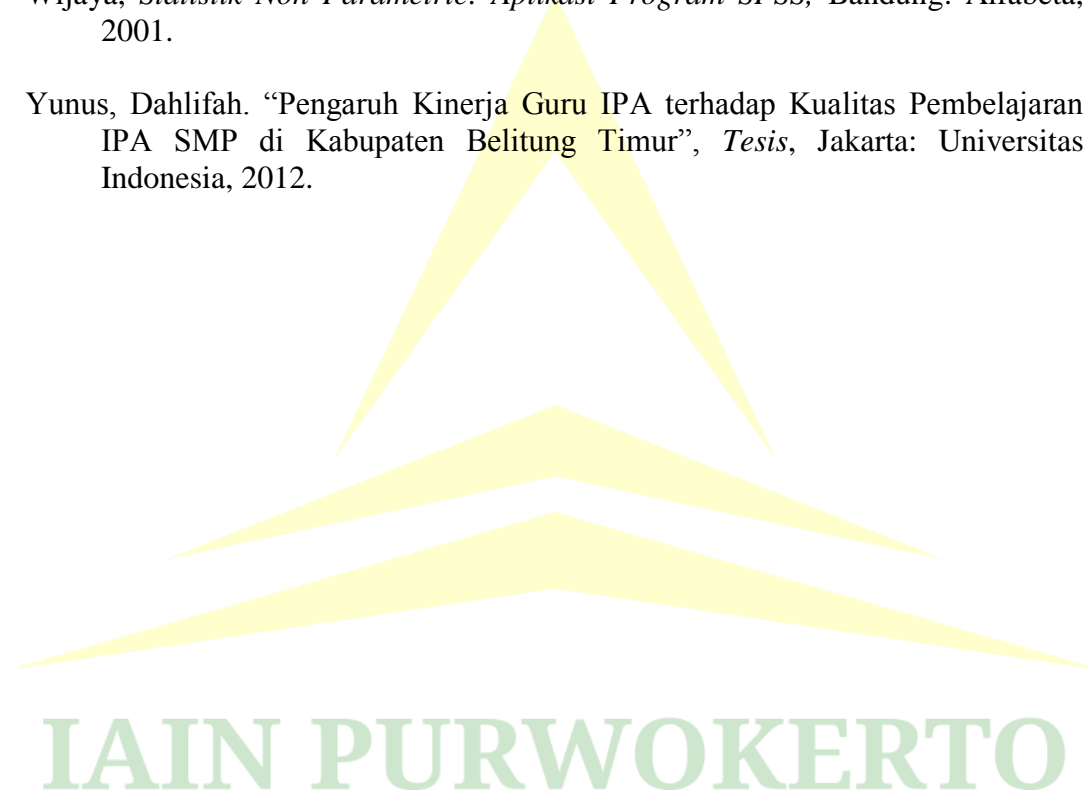 Wijaya, Statistik Non Parametric: Aplikasi Program SPSS, Bandung: Alfabeta,
2001.
Yunus, Dahlifah. “Pengaruh Kinerja Guru IPA terhadap Kualitas Pembelajaran
IPA SMP di Kabupaten Belitung Timur”, Tesis, Jakarta: Universitas
Indonesia, 2012.
IAIN PURWOKERTO